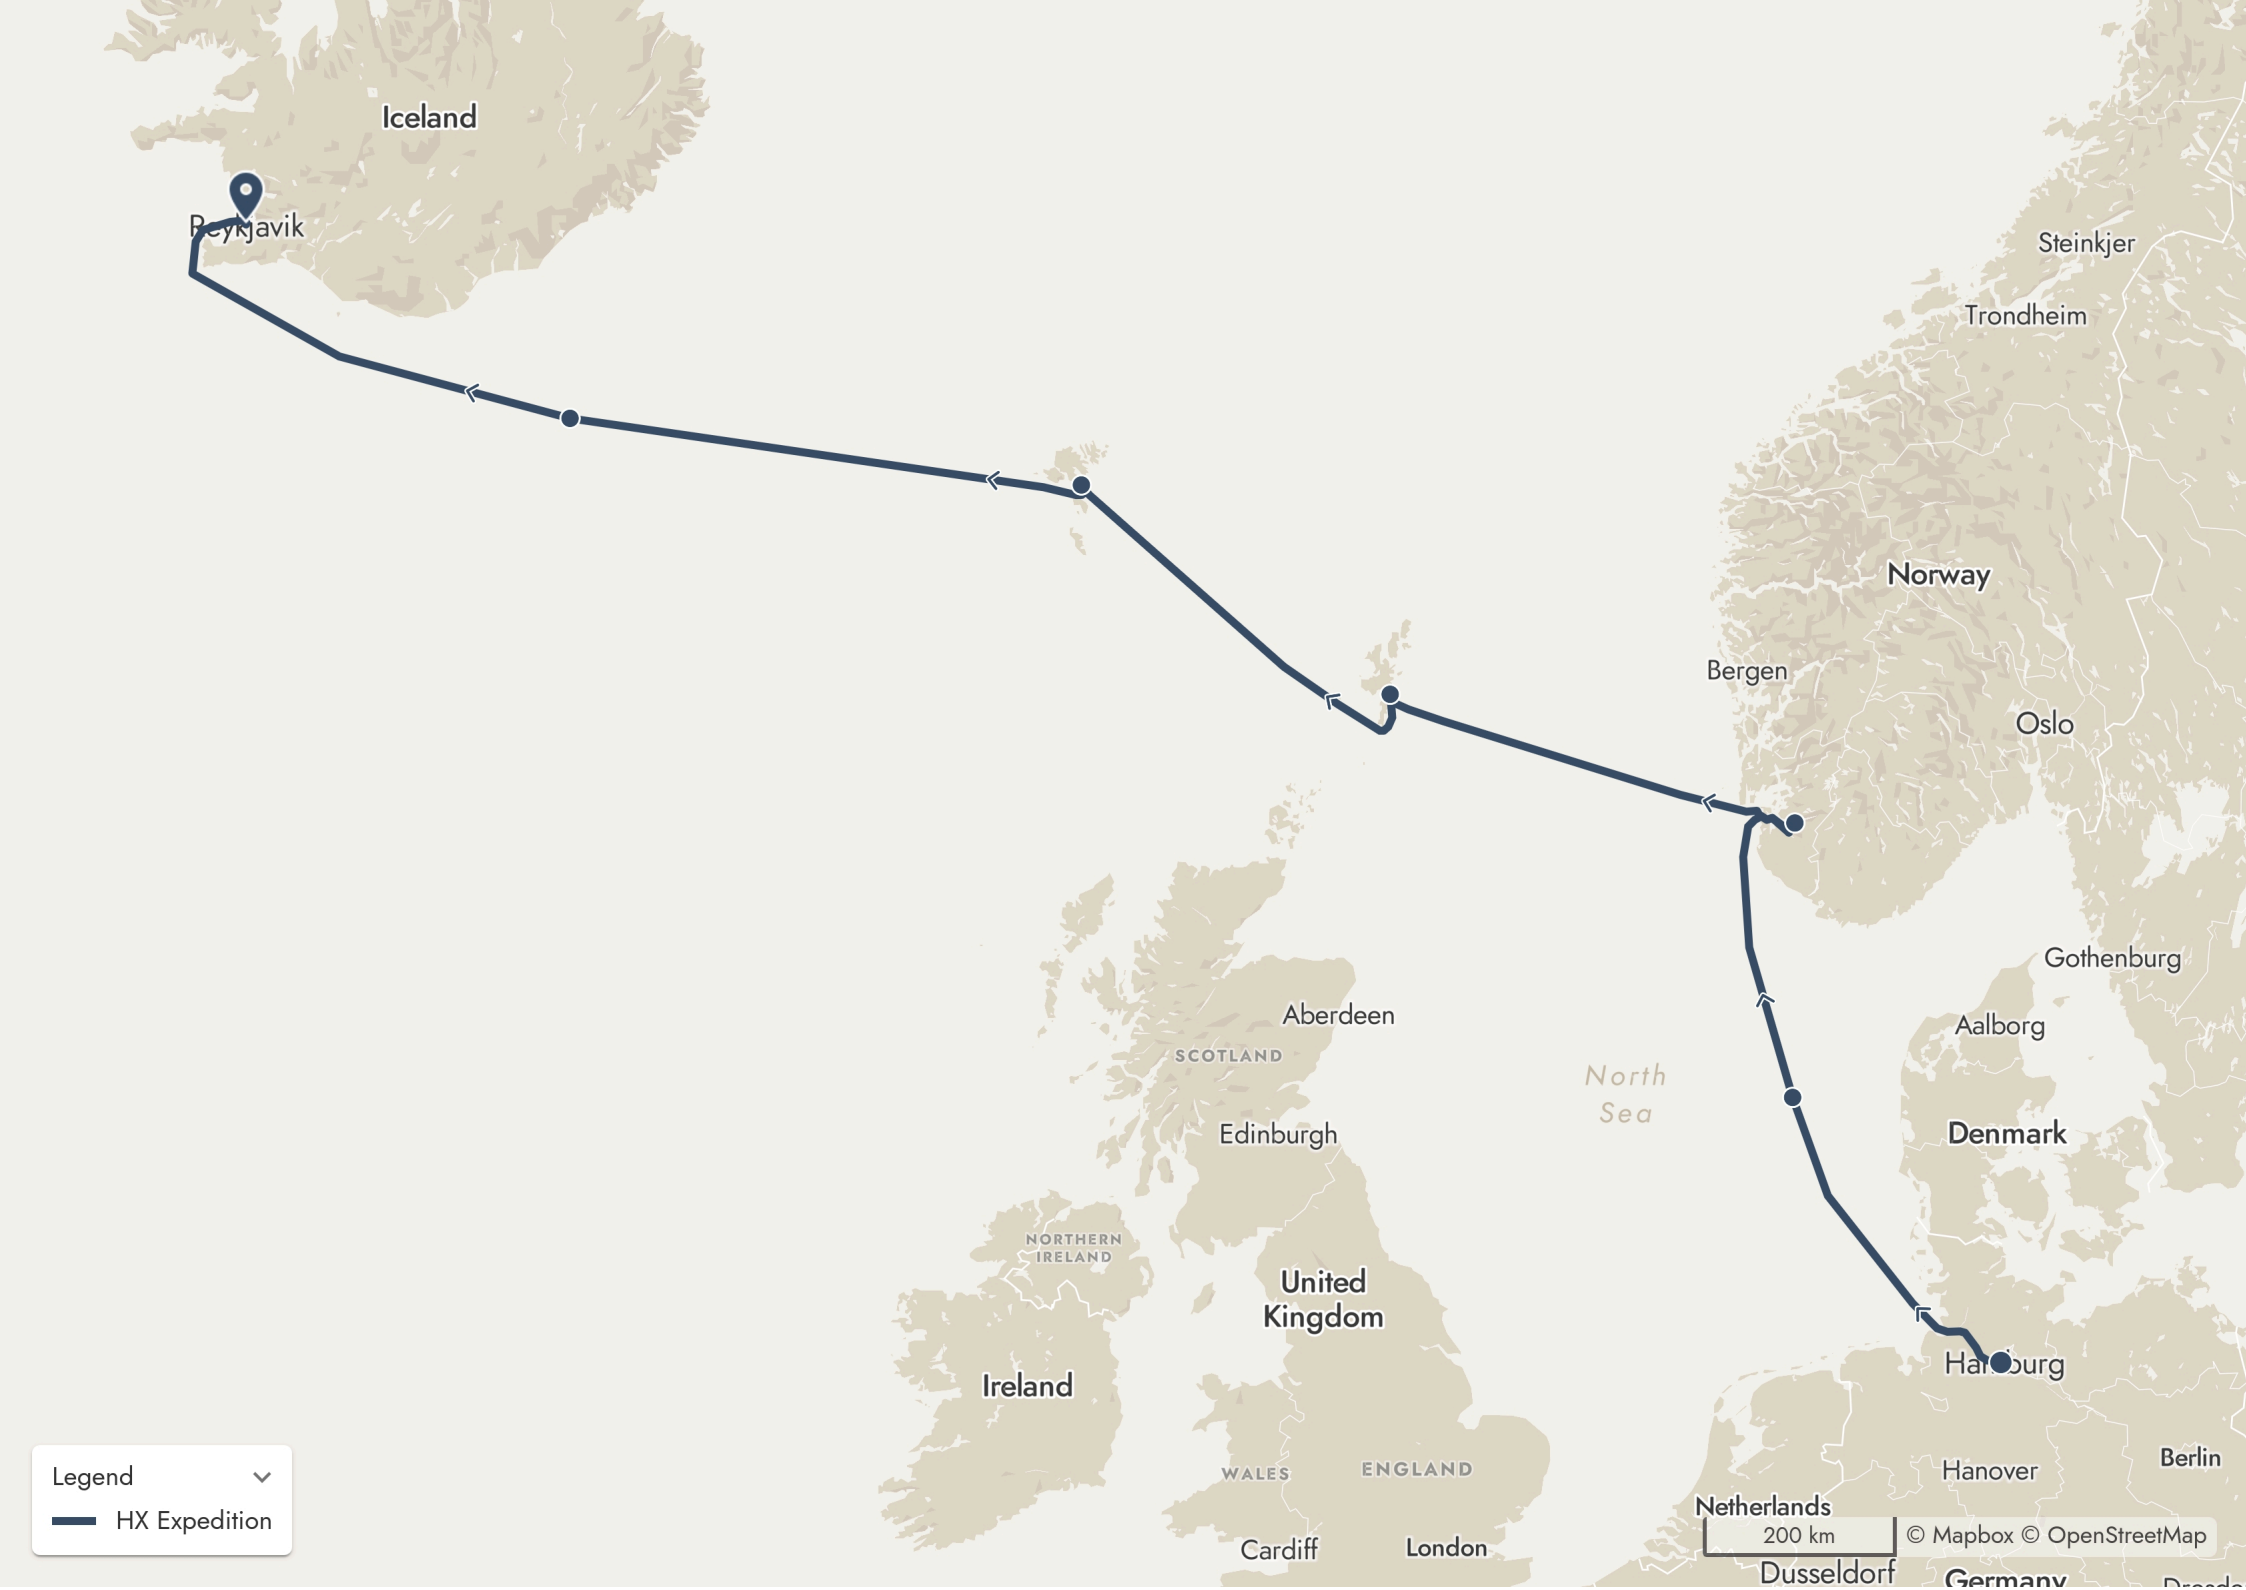 Iceland
Reykjavik
Steinkjer
Trondheim
Norway
Bergen
Oslo
Gothenburg
Aberdeen
Aalborg
SCOTLAND
North
Sea
Edinburgh
Denmark
NORTHERN
IRELAND
United
Kingdom
Hamburg
Ireland
Berlin
WALES
ENGLAND
Hanover
Legend
HX Expedition
Netherlands
200 km
© Mapbox © OpenStreetMap
Cardiff
London
Dusseldorf
Germany